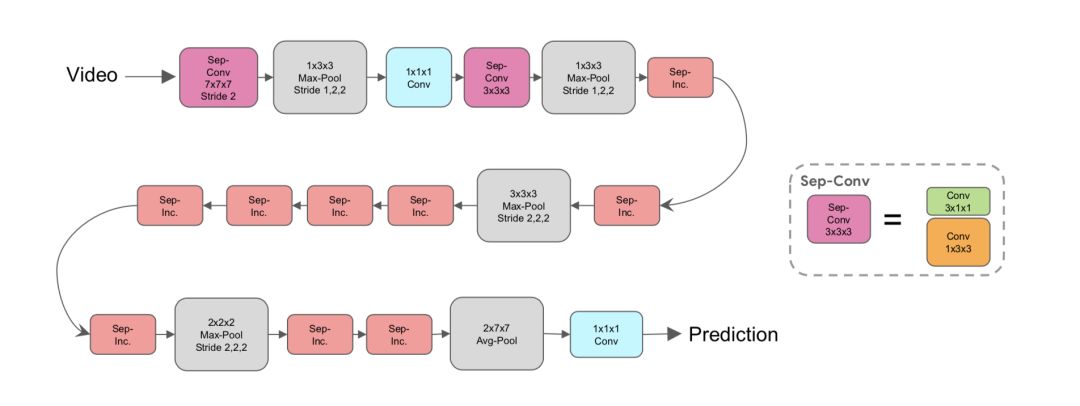 Video
Sep-
Conv
7x7x7
Stride 2
1x3x3
Max-Pool
Stride 1,2,2
1x1x1
Conv
Sep-
Conv
3x3x3
1x3x3
Max-Pool
Stride 1,2,2
Sep-
Inc.
Sep-
Inc.
3x3x3
Max-Pool
Stride 2,2,2
Sep-
Inc.
Sep-
Inc.
Sep-
Inc.
Sep-
Inc.
Sep-
Inc.
2x2x2
Max-Pool
Stride 2,2,2
Sep-
Inc.
Sep-
Inc.
2x7x7
Avg-Pool
1x1x1
Conv
Prediction
Sep-Conv
Sep-
Conv
3x3x3
=
Conv
3x1x1
Conv
1x3x3